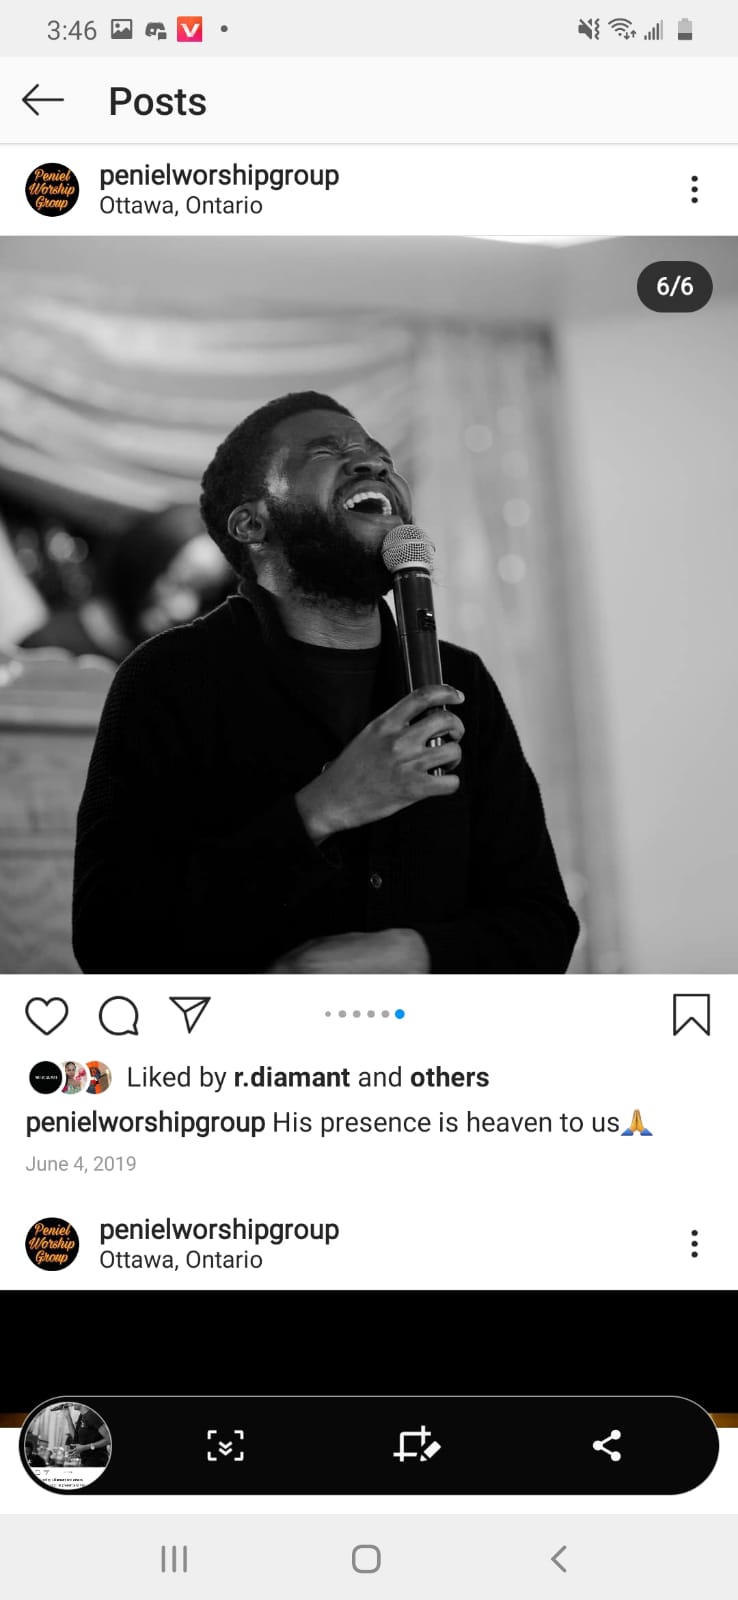 3:46
Posts
Peniel
Worship
Group
penielworshipgroup
Ottawa, Ontario
6/6
Liked by r.diamant and others
penielworshipgroup His presence is heaven to us🙏
June 4, 2019
Peniel
Worship
Group
penielworshipgroup
Ottawa, Ontario